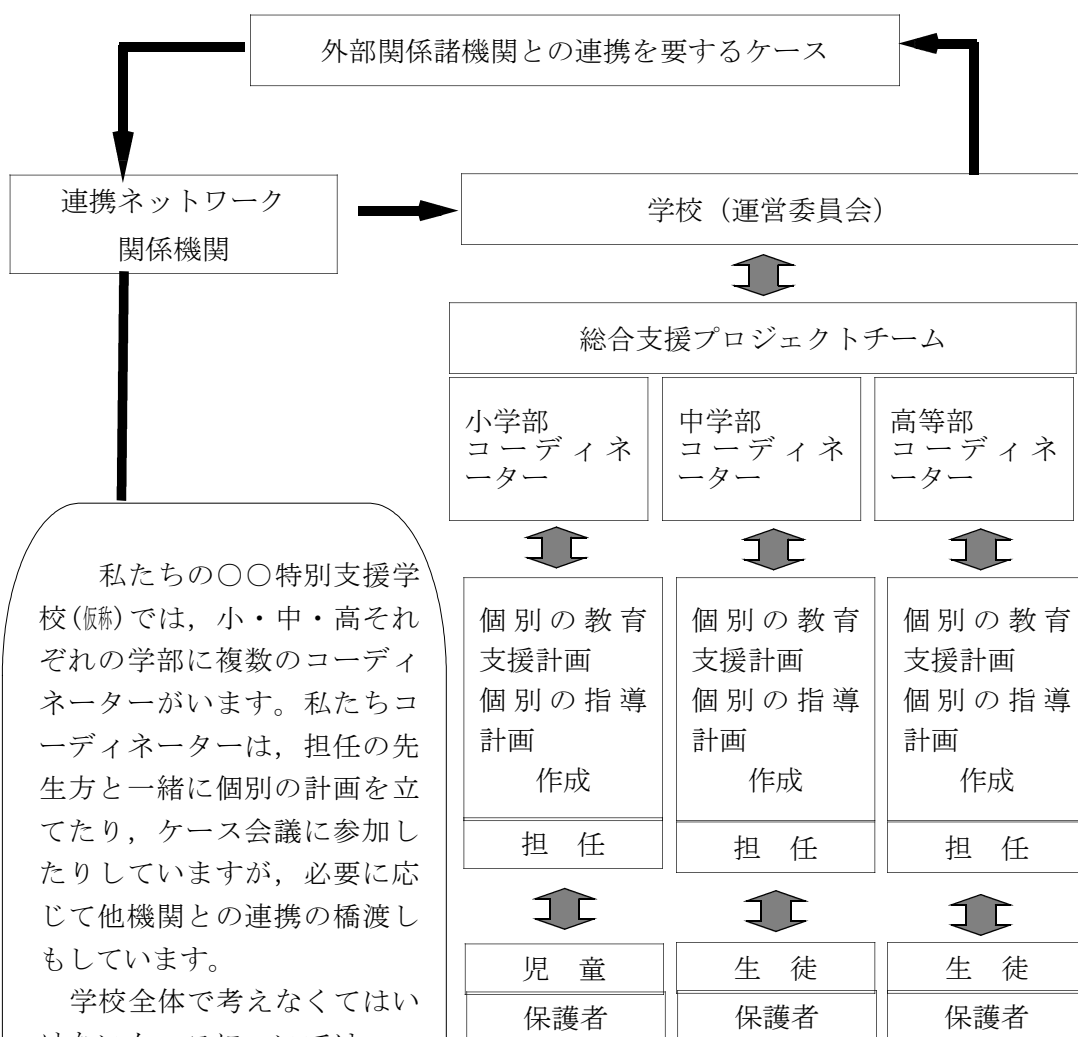 外部関係諸機関との連携を要するケース
連携ネットワーク
関係機関
学校（運営委員会）
総合支援プロジェクトチーム
小学部
コーディネ
ーター
中学部
コーディネ
ーター
高等部
コーディネ
ーター
個別の教育
支援計画
個別の指導
計画
作成
担　任
個別の教育
支援計画
個別の指導
計画
作成
担　任
個別の教育
支援計画
個別の指導
計画
作成
担　任
児　童
保護者
生　徒
保護者
生　徒
保護者
私たちの○○特別支援学
校(仮称)では，小・中・高それ
ぞれの学部に複数のコーディ
ネーターがいます。私たちコ
ーディネーターは，担任の先
生方と一緒に個別の計画を立
てたり，ケース会議に参加し
たりしていますが，必要に応
じて他機関との連携の橋渡し
もしています。
学校全体で考えなくてはい